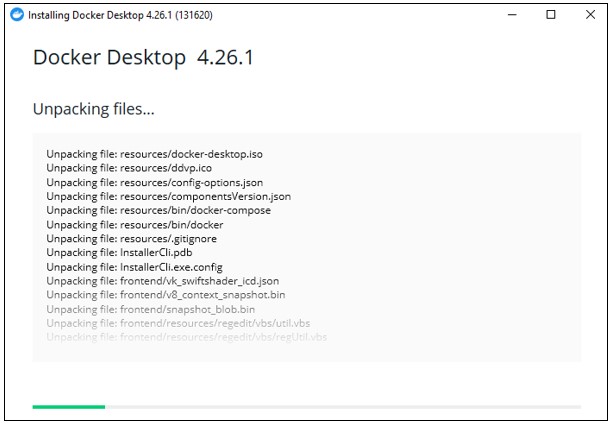 Installing Docker Desktop 4.26.1 (131620)
Docker Desktop 4.26.1
Unpacking files...
Unpacking file: resources/docker-desktop.iso
Unpacking file: resources/ddvp.ico
Unpacking file: resources/config-options.json
Unpacking file: resources/componentsVersion.json
Unpacking file: resources/bin/docker-compose
Unpacking file: resources/bin/docker
Unpacking file: resources/.gitignore
Unpacking file: InstallerCli.pdb
Unpacking file: InstallerCli.exe.config
Unpacking file: frontend/vk_swiftshader_icd.json
Unpacking file: frontend/v8_context_snapshot.bin
Unpacking file: frontend/snapshot_blob.bin
Unpacking file: frontend/resources/regedit/vbs/util.vbs
Unpacking file: frontend/resources/regedit/vbs/regUtil.vbs